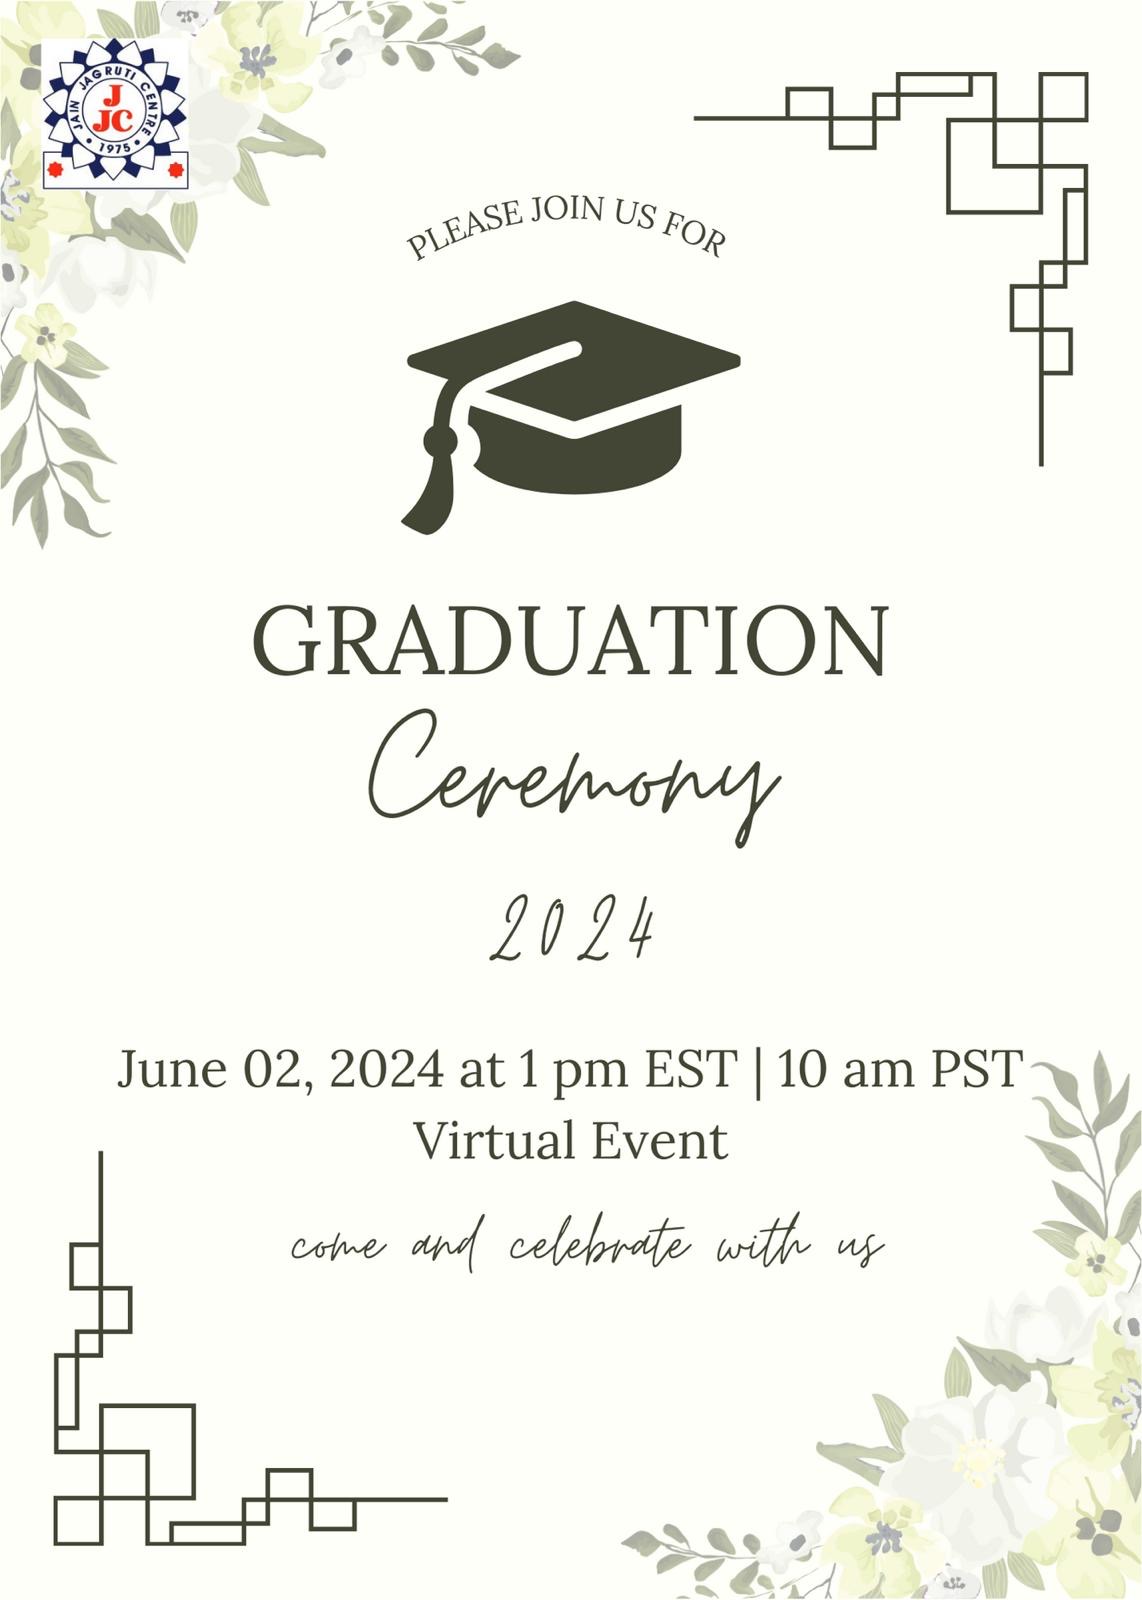 JAIN JAGRUTI CENTRE
J
JC
• 1975 •
PLEASE JOIN US FOR
GRADUATION
Ceremony
2024
June 02, 2024 at 1 pm EST | 10 am PST
Virtual Event
come and celebrate with us